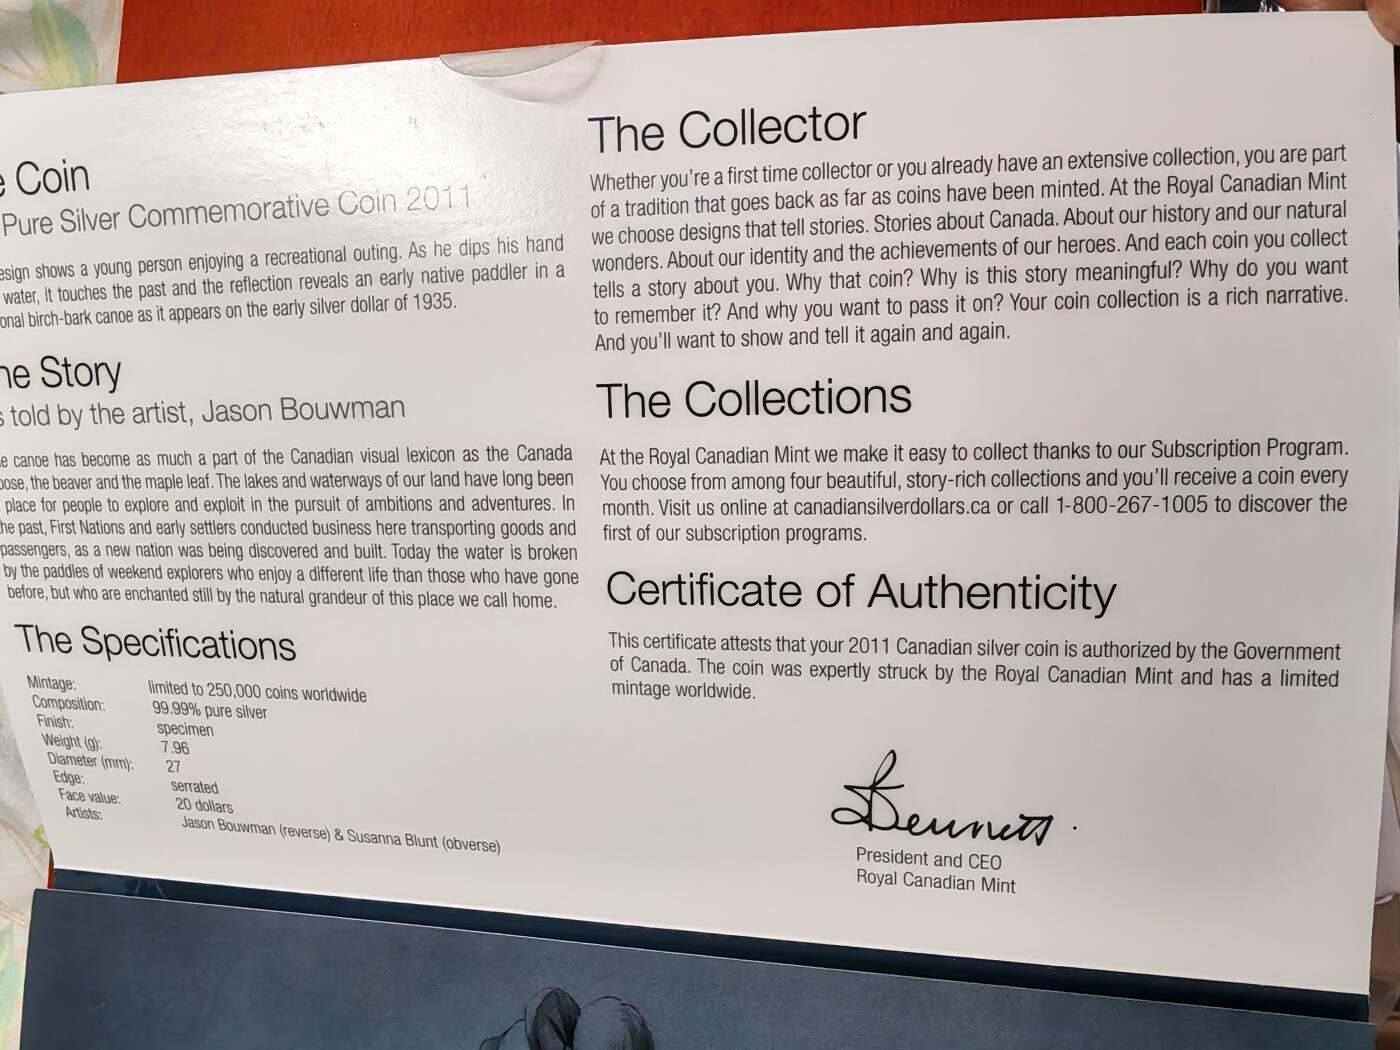 Coin
Pure Silver Commemorative Coin 2011
shows a young person enjoying a recreational outing. As he dips his hand
water, it touches the past and the reflection reveals an early native paddler in a
birch-bark canoe as it appears on the early silver dollar of 1935.
Story
told by the artist, Jason Bouwman
canoe has become as much a part of the Canadian visual lexicon as the Canada
the beaver and the maple leaf. The lakes and waterways of our land have long been
place for people to explore and exploit in the pursuit of ambitions and adventures. In
the past, First Nations and early settlers conducted business here transporting goods and
passengers, as a new nation was being discovered and built. Today the water is broken
by the paddles of weekend explorers who enjoy a different life than those who have gone
before, but who are enchanted still by the natural grandeur of this place we call home.
The Specifications
Mintage: limited to 250,000 coins worldwide
Composition: 99.99% pure silver
Finish: specimen
Weight (g): 7.96
Diameter (mm): 27
Edge: serrated
Face value: 20 dollars
Artists: Jason Bouwman (reverse) & Susanna Blunt (obverse)
The Collector
Whether you're a first time collector or you already have an extensive collection, you are part
of a tradition that goes back as far as coins have been minted. At the Royal Canadian Mint
we choose designs that tell stories. Stories about Canada. About our history and our natural
wonders. About our identity and the achievements of our heroes. And each coin you collect
tells a story about you. Why that coin? Why is this story meaningful? Why do you want
to remember it? And why you want to pass it on? Your coin collection is a rich narrative.
And you'll want to show and tell it again and again.
The Collections
At the Royal Canadian Mint we make it easy to collect thanks to our Subscription Program.
You choose from among four beautiful, story-rich collections and you'll receive a coin every
month. Visit us online at canadiansilverdollars.ca or call 1-800-267-1005 to discover the
first of our subscription programs.
Certificate of Authenticity
This certificate attests that your 2011 Canadian silver coin is authorized by the Government
of Canada. The coin was expertly struck by the Royal Canadian Mint and has a limited
mintage worldwide.
Bennett
President and CEO
Royal Canadian Mint